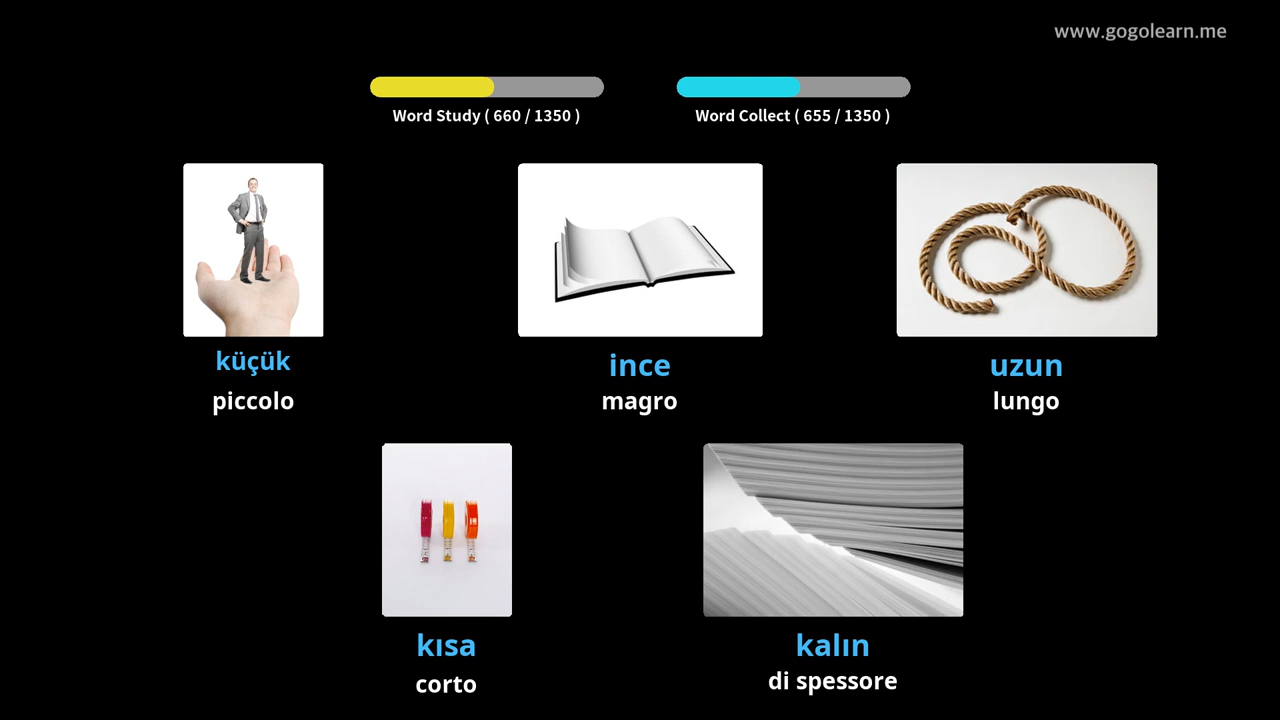 www.gogolearn.me
Word Study ( 660 / 1350 )
Word Collect ( 655 / 1350 )
küçük
piccolo
ince
magro
uzun
lungo
kısa
corto
kalın
di spessore